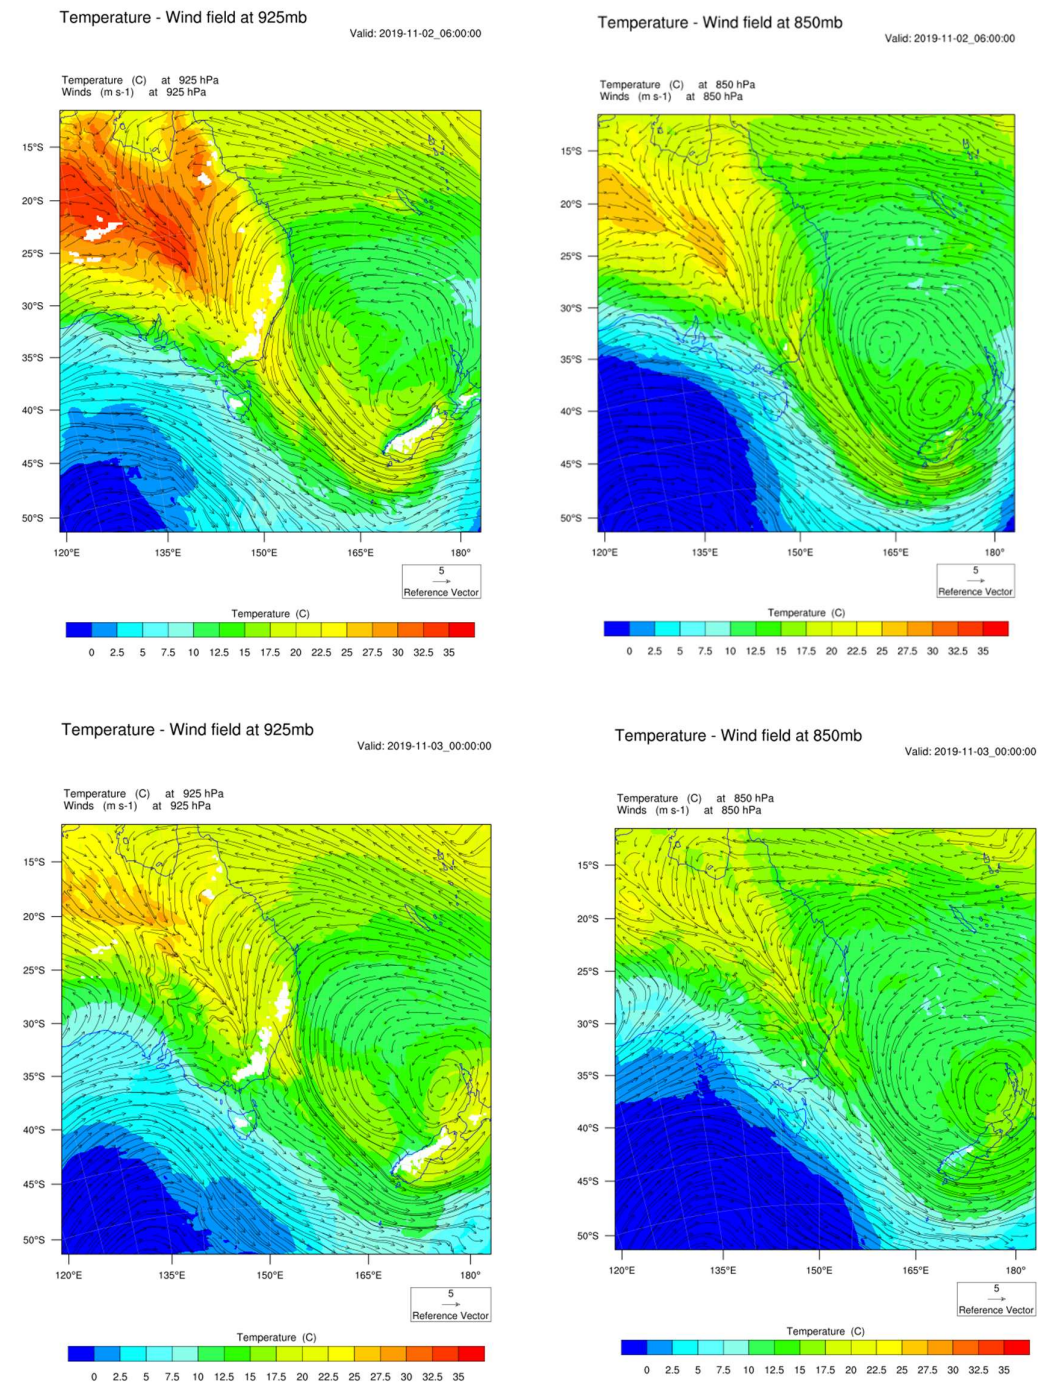 Temperature - Wind field at 925mb
Valid: 2019-11-02_06:00:00
Temperature (C) at 925 hPa
Winds (m s-1) at 925 hPa
15°S
20°S
25°S
30°S
35°S
40°S
45°S
50°S
120°E 135°E 150°E 165°E 180°
5
Reference Vector
Temperature (C)
0 2.5 5 7.5 10 12.5 15 17.5 20 22.5 25 27.5 30 32.5 35
Temperature - Wind field at 850mb
Valid: 2019-11-02_06:00:00
Temperature (C) at 850 hPa
Winds (m s-1) at 850 hPa
15°S
20°S
25°S
30°S
35°S
40°S
45°S
50°S
120°E 135°E 150°E 165°E 180°
5
Reference Vector
Temperature (C)
0 2.5 5 7.5 10 12.5 15 17.5 20 22.5 25 27.5 30 32.5 35
Temperature - Wind field at 925mb
Valid: 2019-11-03_00:00:00
Temperature (C) at 925 hPa
Winds (m s-1) at 925 hPa
15°S
20°S
25°S
30°S
35°S
40°S
45°S
50°S
120°E 135°E 150°E 165°E 180°
5
Reference Vector
Temperature (C)
0 2.5 5 7.5 10 12.5 15 17.5 20 22.5 25 27.5 30 32.5 35
Temperature - Wind field at 850mb
Valid: 2019-11-03_00:00:00
Temperature (C) at 850 hPa
Winds (m s-1) at 850 hPa
15°S
20°S
25°S
30°S
35°S
40°S
45°S
50°S
120°E 135°E 150°E 165°E 180°
5
Reference Vector
Temperature (C)
0 2.5 5 7.5 10 12.5 15 17.5 20 22.5 25 27.5 30 32.5 35